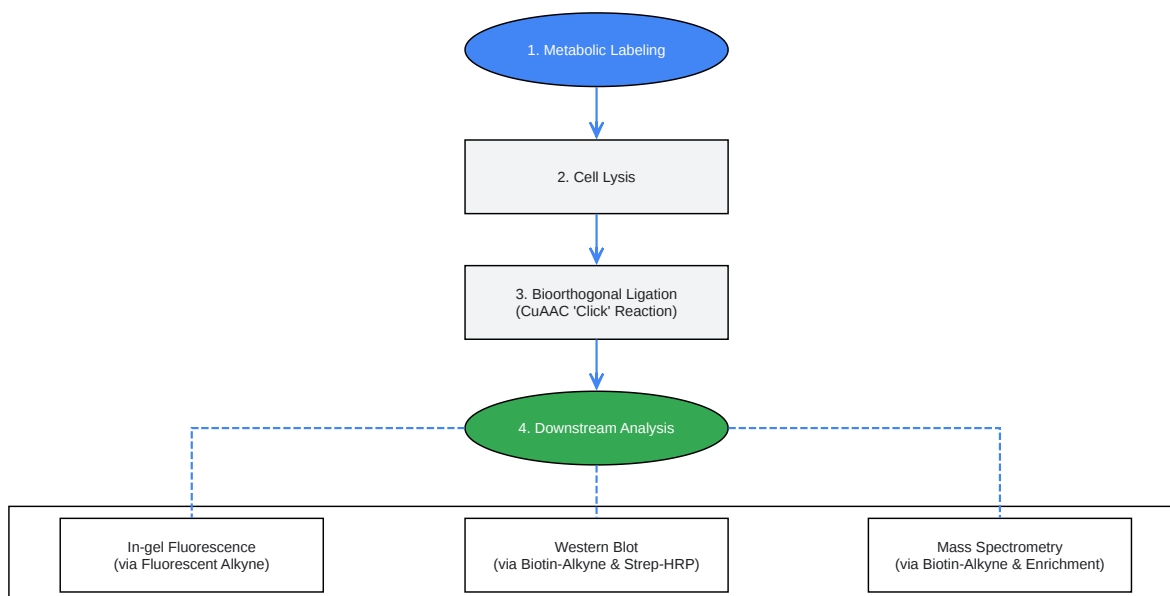 1. Metabolic Labeling
2. Cell Lysis
3. Bioorthogonal Ligation
(CuAAC 'Click' Reaction)
4. Downstream Analysis
In-gel Fluorescence
(via Fluorescent Alkyne)
Western Blot
(via Biotin-Alkyne & Strep-HRP)
Mass Spectrometry
(via Biotin-Alkyne & Enrichment)